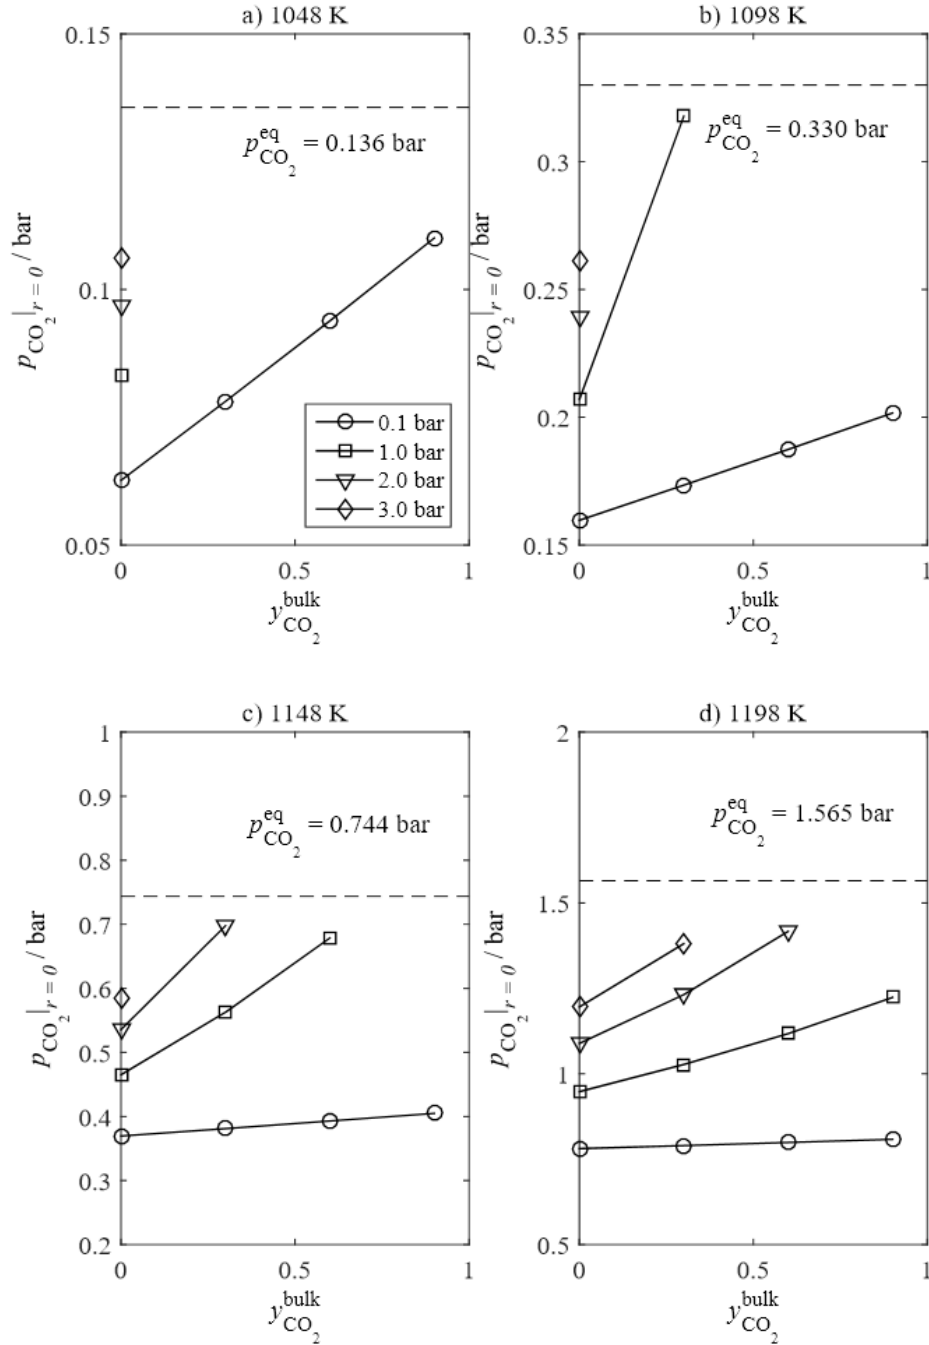 a) 1048 K
0.15
0.1
0.05
p_CO2|r = 0 / bar
p^eq_CO2 = 0.136 bar
0.1 bar
1.0 bar
2.0 bar
3.0 bar
0 0.5 1
y^bulk_CO2
b) 1098 K
0.35
0.3
0.25
0.2
0.15
p_CO2|r = 0 / bar
p^eq_CO2 = 0.330 bar
0 0.5 1
y^bulk_CO2
c) 1148 K
1
0.9
0.8
0.7
0.6
0.5
0.4
0.3
0.2
p_CO2|r = 0 / bar
p^eq_CO2 = 0.744 bar
0 0.5 1
y^bulk_CO2
d) 1198 K
2
1.5
1
0.5
p_CO2|r = 0 / bar
p^eq_CO2 = 1.565 bar
0 0.5 1
y^bulk_CO2